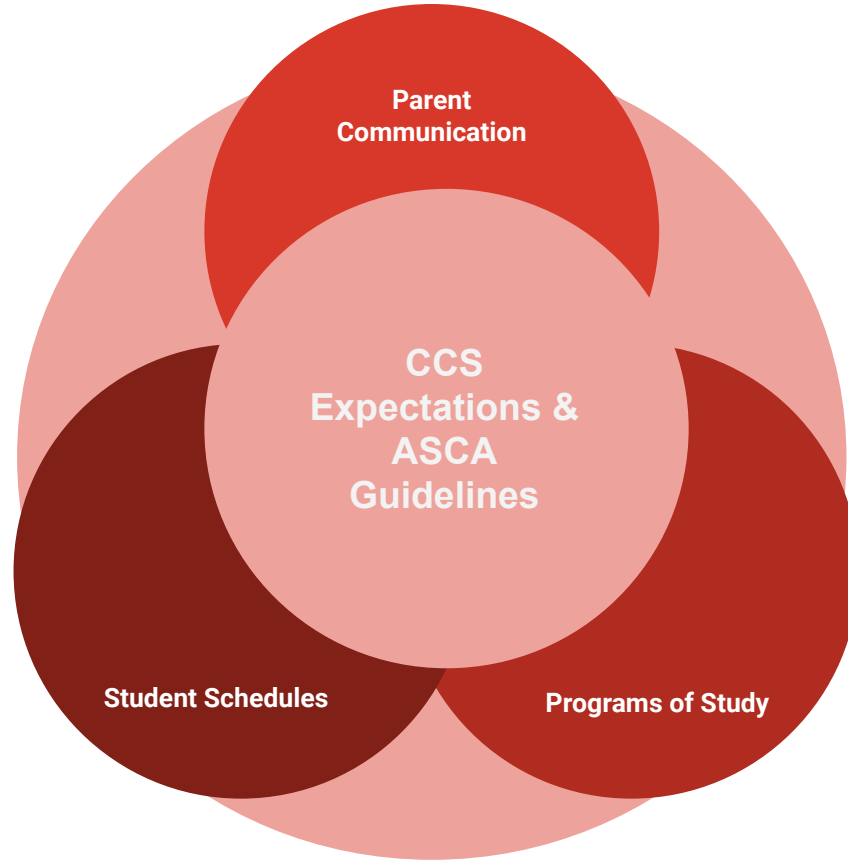 Parent
Communication
CCS
Expectations &
ASCA
Guidelines
Student Schedules
Programs of Study